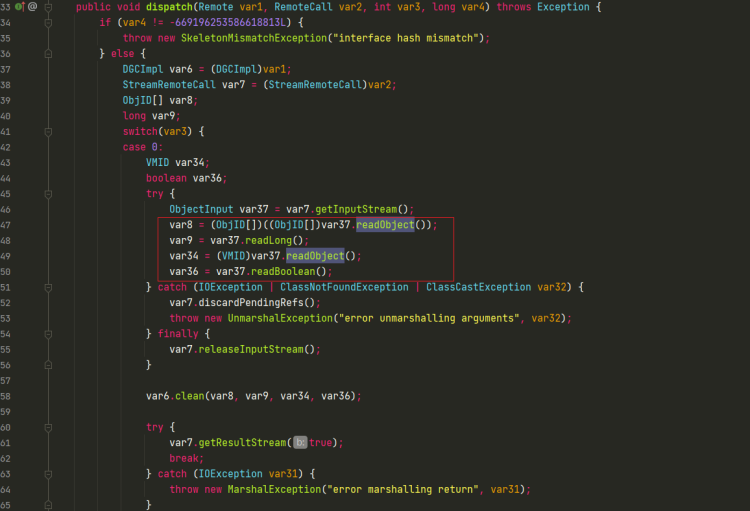 33 @ public void dispatch(Remote var1, RemoteCall var2, int var3, long var4) throws Exception {
34 if (var4 != -669196253586618813L) {
35 throw new SkeletonMismatchException("interface hash mismatch");
36 } else {
37 DGCImpl var6 = (DGCImpl)var1;
38 StreamRemoteCall var7 = (StreamRemoteCall)var2;
39 ObjID[] var8;
40 long var9;
41 switch(var3) {
42 case 0:
43 VMID var34;
44 boolean var36;
45 try {
46 ObjectInput var37 = var7.getInputStream();
47 var8 = (ObjID[])((ObjID[])var37.readObject());
48 var9 = var37.readLong();
49 var34 = (VMID)var37.readObject();
50 var36 = var37.readBoolean();
51 } catch (IOException | ClassNotFoundException | ClassCastException var32) {
52 var7.discardPendingRefs();
53 throw new UnmarshalException("error unmarshalling arguments", var32);
54 } finally {
55 var7.releaseInputStream();
56 }
57
58 var6.clean(var8, var9, var34, var36);
59
60 try {
61 var7.getResultStream( b: true);
62 break;
63 } catch (IOException var31) {
64 throw new MarshalException("error marshalling return", var31);
65 }